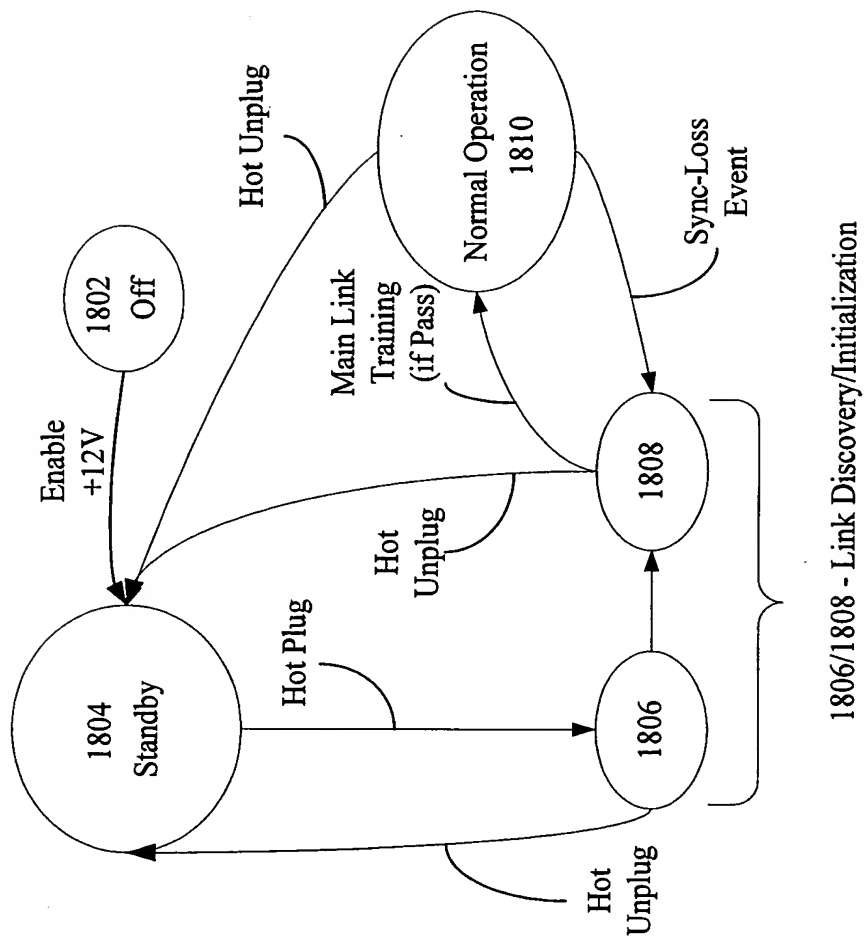 1802
Off
Enable
+12V
1804
Standby
Hot Unplug
Hot Plug
Hot
Unplug
Main Link
Training
(if Pass)
Normal Operation
1810
Hot
Unplug
1806
1808
Sync-Loss
Event
1806/1808 - Link Discovery/Initialization